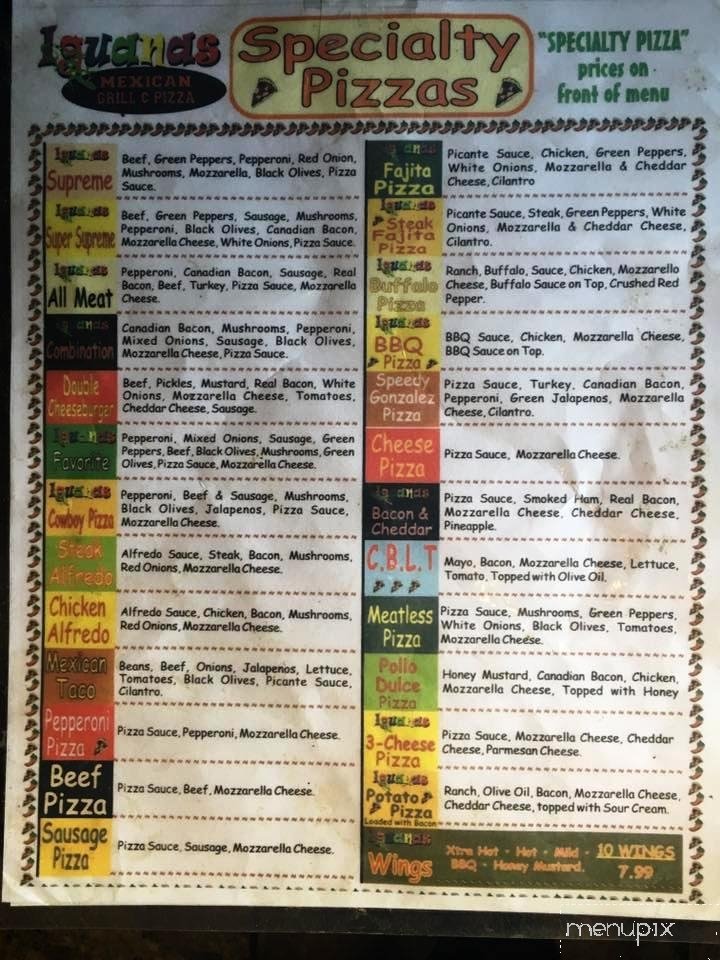 Iguanas
MEXICAN
GRILL & PIZZA
Specialty
Pizzas
"SPECIALTY PIZZA"
prices on
front of menu
Iguanas
Supreme
Beef, Green Peppers, Pepperoni, Red Onion,
Mushrooms, Mozzarella, Black Olives, Pizza
Sauce.
Iguanas
Super Supreme
Beef, Green Peppers, Sausage, Mushrooms,
Pepperoni, Black Olives, Canadian Bacon,
Mozzarella Cheese, White Onions, Pizza Sauce.
Iguanas
All Meat
Pepperoni, Canadian Bacon, Sausage, Real
Bacon, Beef, Turkey, Pizza Sauce, Mozzarella
Cheese.
Iguanas
Combination
Canadian Bacon, Mushrooms, Pepperoni,
Mixed Onions, Sausage, Black Olives,
Mozzarella Cheese, Pizza Sauce.
Double
Cheeseburger
Beef, Pickles, Mustard, Real Bacon, White
Onions, Mozzarella Cheese, Tomatoes,
Cheddar Cheese, Sausage.
Iguanas
Favorite
Pepperoni, Mixed Onions, Sausage, Green
Peppers, Beef, Black Olives, Mushrooms, Green
Olives, Pizza Sauce, Mozzarella Cheese.
Iguanas
Cowboy Pizza
Pepperoni, Beef & Sausage, Mushrooms,
Black Olives, Jalapenos, Pizza Sauce,
Mozzarella Cheese.
Steak
Alfredo
Alfredo Sauce, Steak, Bacon, Mushrooms,
Red Onions, Mozzarella Cheese.
Chicken
Alfredo
Alfredo Sauce, Chicken, Bacon, Mushrooms,
Red Onions, Mozzarella Cheese.
Mexican
Taco
Beans, Beef, Onions, Jalapenos, Lettuce,
Tomatoes, Black Olives, Picante Sauce,
Cilantro.
Pepperoni
Pizza
Pizza Sauce, Pepperoni, Mozzarella Cheese.
Beef
Pizza
Pizza Sauce, Beef, Mozzarella Cheese.
Sausage
Pizza
Pizza Sauce, Sausage, Mozzarella Cheese.
Iguanas
Fajita
Pizza
Picante Sauce, Chicken, Green Peppers,
White Onions, Mozzarella & Cheddar
Cheese, Cilantro
Iguanas
Steak
Fajita
Pizza
Picante Sauce, Steak, Green Peppers, White
Onions, Mozzarella & Cheddar Cheese,
Cilantro.
Iguanas
Buffalo
Pizza
Ranch, Buffalo, Sauce, Chicken, Mozzarello
Cheese, Buffalo Sauce on Top, Crushed Red
Pepper.
Iguanas
BBQ
Pizza
BBQ Sauce, Chicken, Mozzarella Cheese,
BBQ Sauce on Top.
Speedy
Gonzalez
Pizza
Pizza Sauce, Turkey, Canadian Bacon,
Pepperoni, Green Jalapenos, Mozzarella
Cheese, Cilantro.
Cheese
Pizza
Pizza Sauce, Mozzarella Cheese.
Iguanas
Bacon &
Cheddar
Pizza Sauce, Smoked Ham, Real Bacon,
Mozzarella Cheese, Cheddar Cheese,
Pineapple.
C.B.L.T
Mayo, Bacon, Mozzarella Cheese, Lettuce,
Tomato, Topped with Olive Oil.
Meatless
Pizza
Pizza Sauce, Mushrooms, Green Peppers,
White Onions, Black Olives, Tomatoes,
Mozzarella Cheese.
Pollo
Dulce
Pizza
Honey Mustard, Canadian Bacon, Chicken,
Mozzarella Cheese, Topped with Honey
Iguanas
3-Cheese
Pizza
Pizza Sauce, Mozzarella Cheese, Cheddar
Cheese, Parmesan Cheese.
Iguanas
Potato
Pizza
Loaded with Bacon
Ranch, Olive Oil, Bacon, Mozzarella Cheese,
Cheddar Cheese, topped with Sour Cream.
Iguanas
Wings
Xtra Hot - Hot - Mild -
BBQ - Honey Mustard.
10 WINGS
7.99
menupix